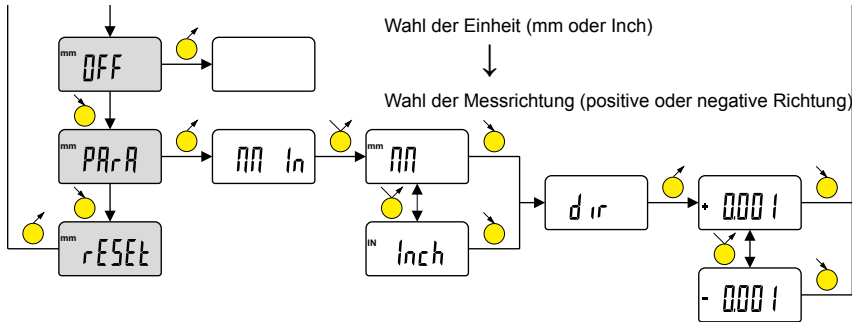 Wahl der Einheit (mm oder Inch)
Wahl der Messrichtung (positive oder negative Richtung)
mm OFF
mm PArA
MM In
mm MM
dir
+ 0.001
mm rESEt
IN Inch
- 0.001